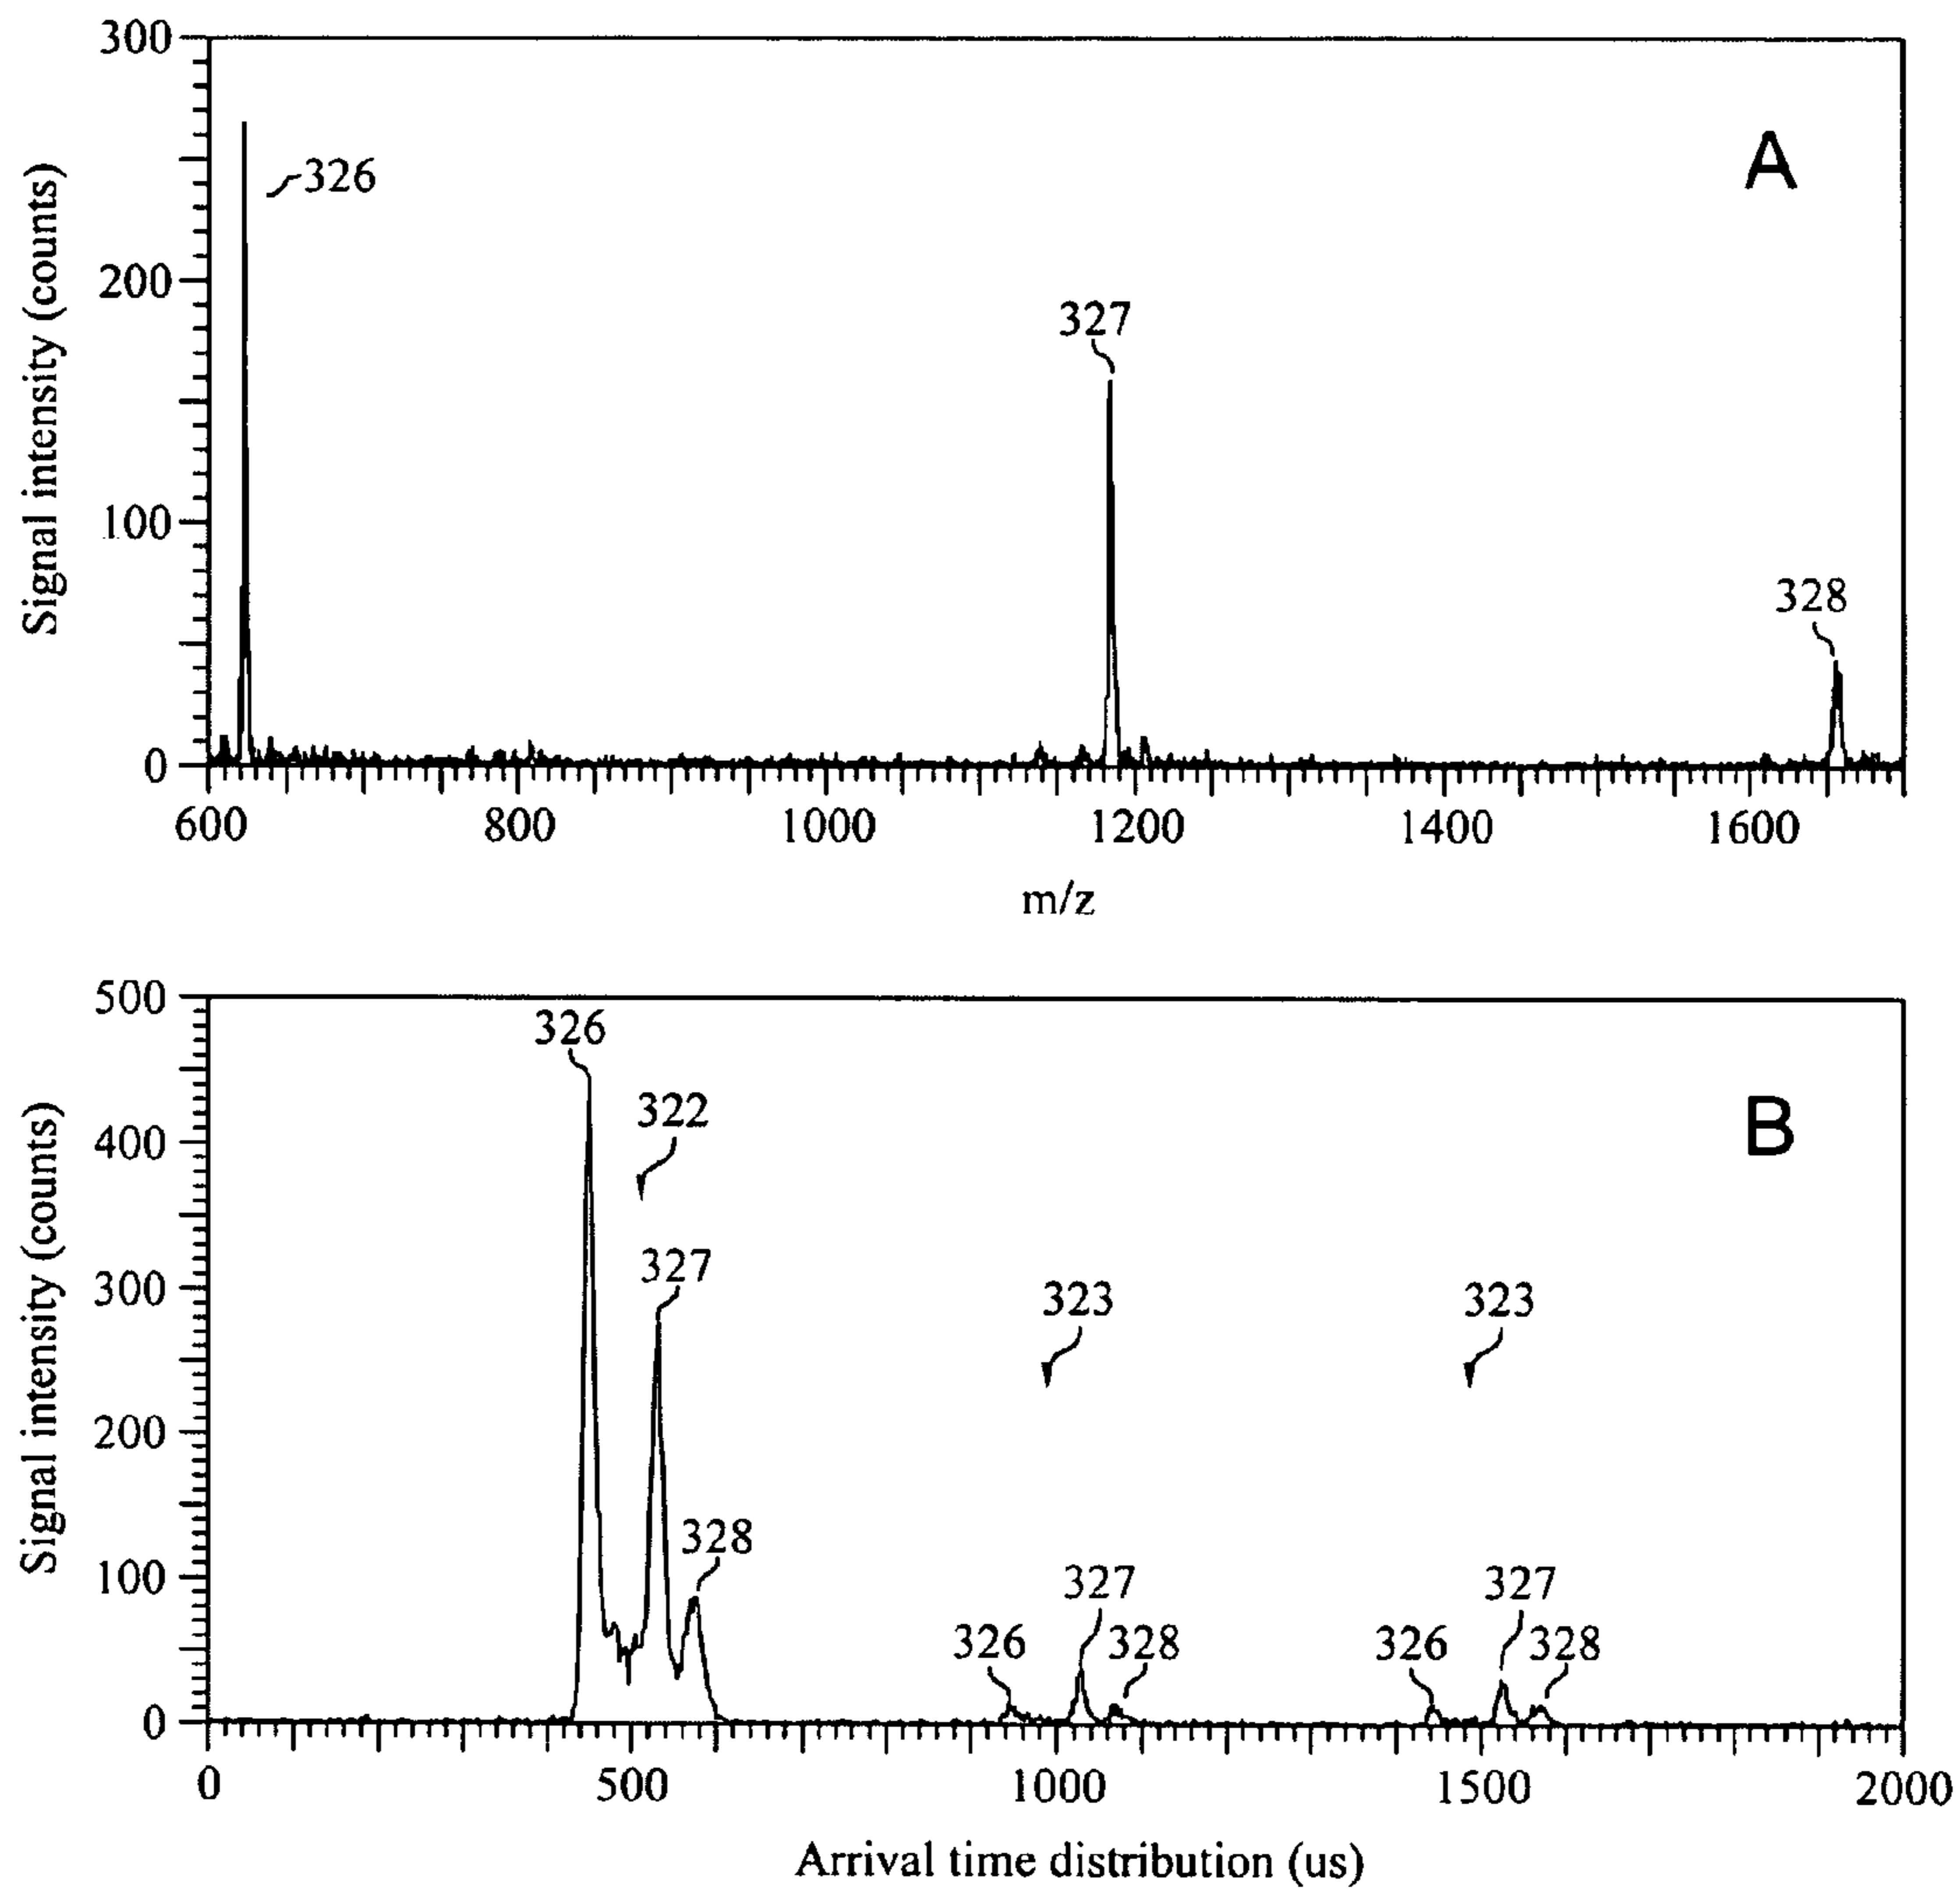 300
A
326
Signal intensity (counts)
200
327
100
328
0
600 800 1000 1200 1400 1600
m/z
500
326
B
322
400
Signal intensity (counts)
327
300
323 323
200
328
100
327 327
326 328 326 328
0
0 500 1000 1500 2000
Arrival time distribution (us)